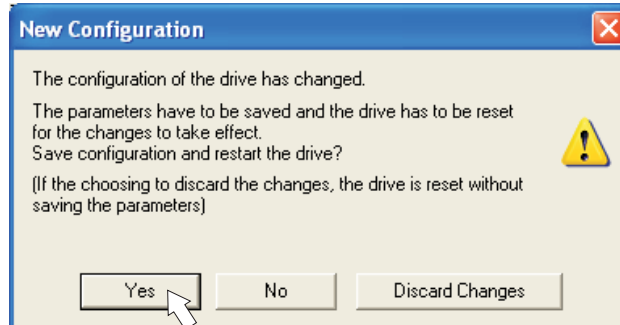 New Configuration
The configuration of the drive has changed.
The parameters have to be saved and the drive has to be reset
for the changes to take effect.
Save configuration and restart the drive?
(If the choosing to discard the changes, the drive is reset without
saving the parameters)
Yes
No
Discard Changes